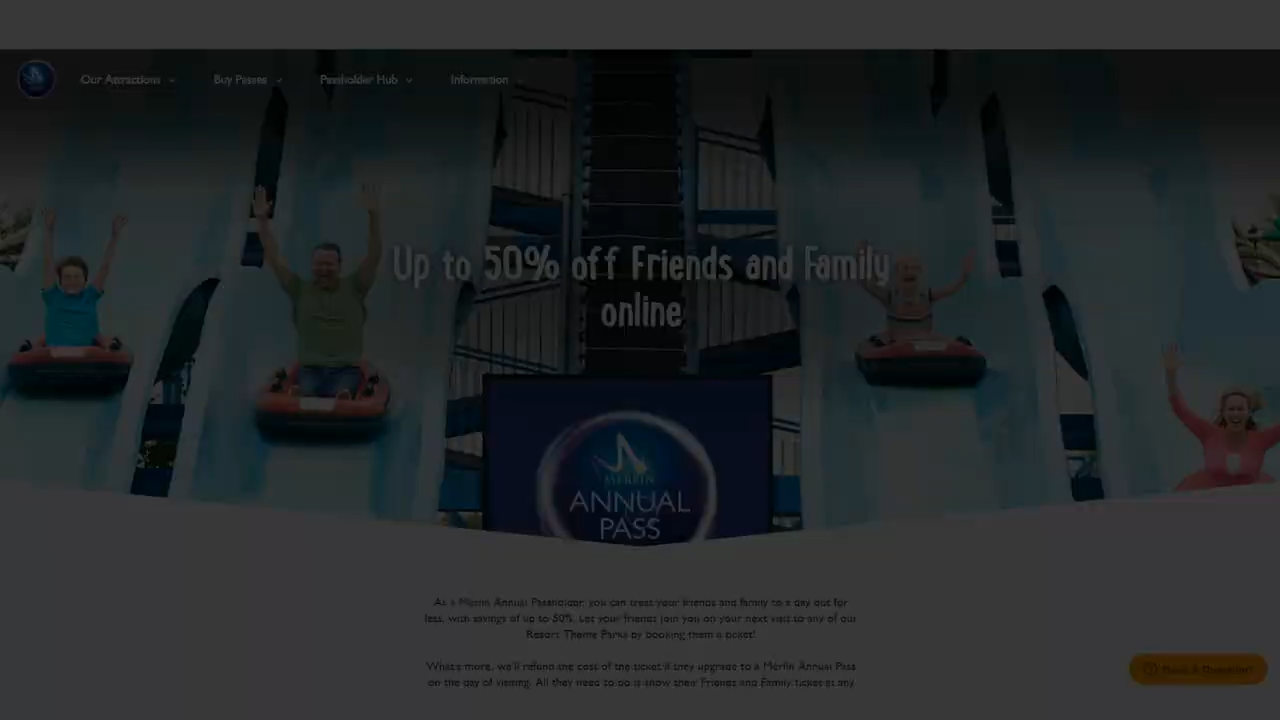 Our Attractions
Buy Passes
Passholder Hub
Information
Up to 50% off Friends and Family
online
MERLIN
ANNUAL
PASS
As a Merlin Annual Passholder, you can treat your friends and family to a day out for
less, with savings of up to 50%. Let your friends join you on your next visit to any of our
Resort Theme Parks by booking them a ticket!
What's more, we'll refund the cost of the ticket if they upgrade to a Merlin Annual Pass
on the day of visiting. All they need to do is show their Friends and Family ticket at any
Have A Question?